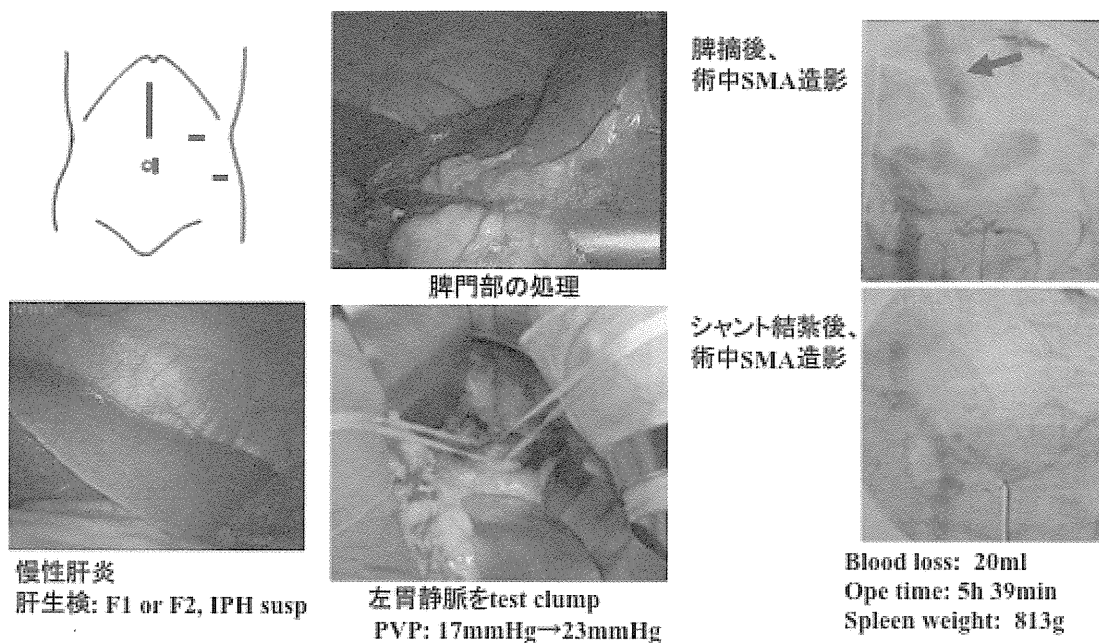 脾摘後、
術中SMA造影
脾門部の処理
シャント結紮後、
術中SMA造影
慢性肝炎
肝生検: F1 or F2, IPH susp
左胃静脈をtest clump
PVP: 17mmHg→23mmHg
Blood loss: 20ml
Ope time: 5h 39min
Spleen weight: 813g